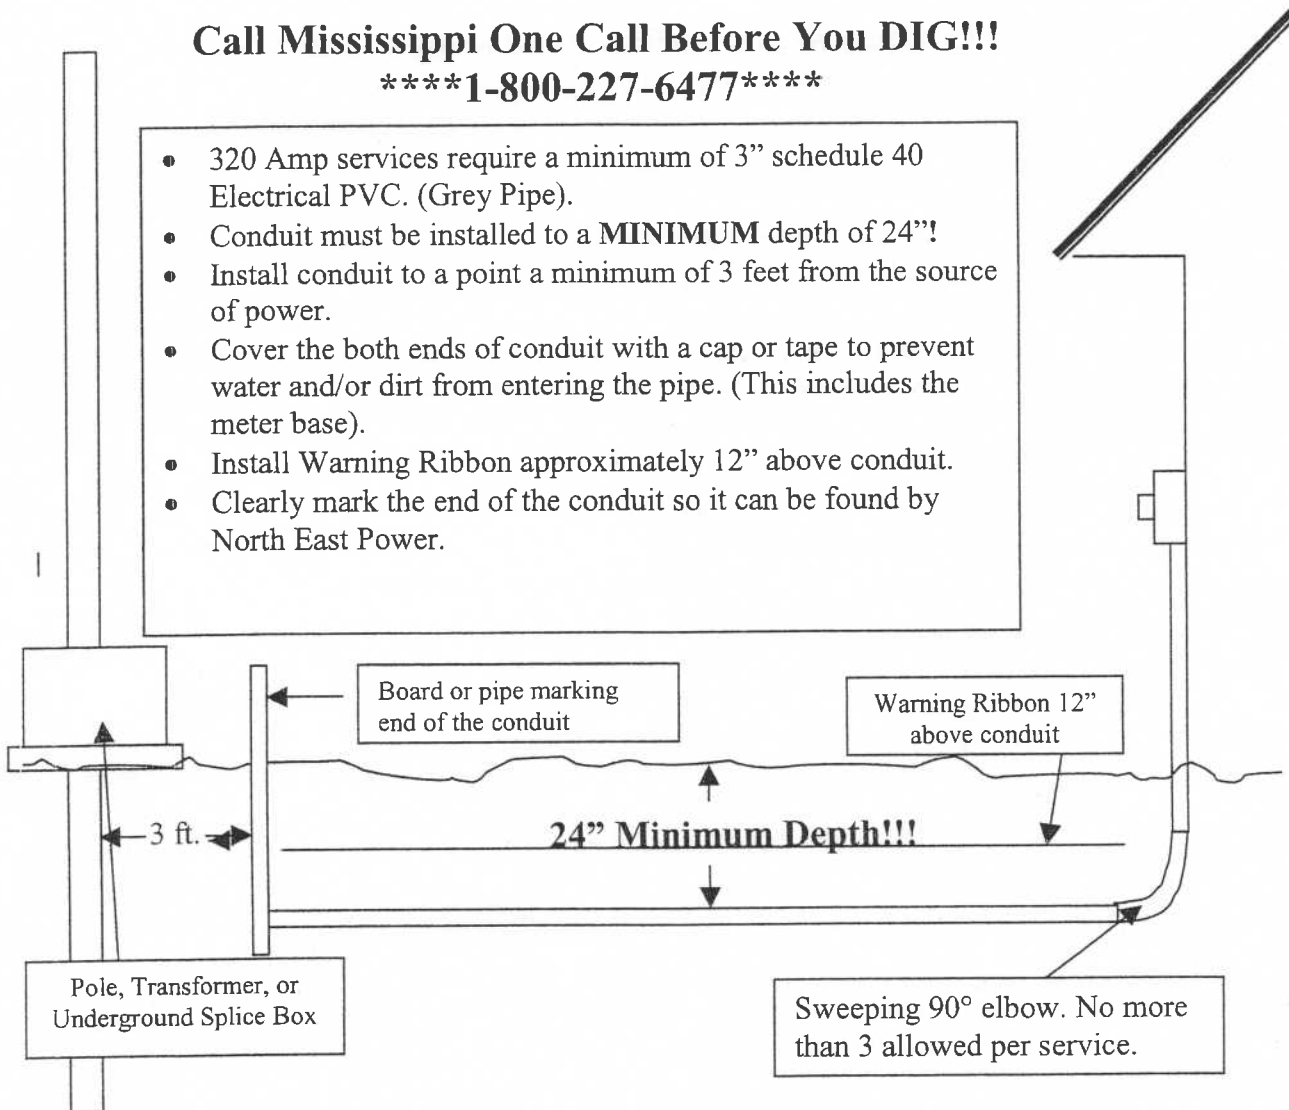 Call Mississippi One Call Before You DIG!!!
****1-800-227-6477****
• 320 Amp services require a minimum of 3” schedule 40
Electrical PVC. (Grey Pipe).
• Conduit must be installed to a MINIMUM depth of 24”!
• Install conduit to a point a minimum of 3 feet from the source
of power.
• Cover the both ends of conduit with a cap or tape to prevent
water and/or dirt from entering the pipe. (This includes the
meter base).
• Install Warning Ribbon approximately 12” above conduit.
• Clearly mark the end of the conduit so it can be found by
North East Power.
Board or pipe marking
end of the conduit
Warning Ribbon 12”
above conduit
3 ft.
24” Minimum Depth!!!
Pole, Transformer, or
Underground Splice Box
Sweeping 90° elbow. No more
than 3 allowed per service.